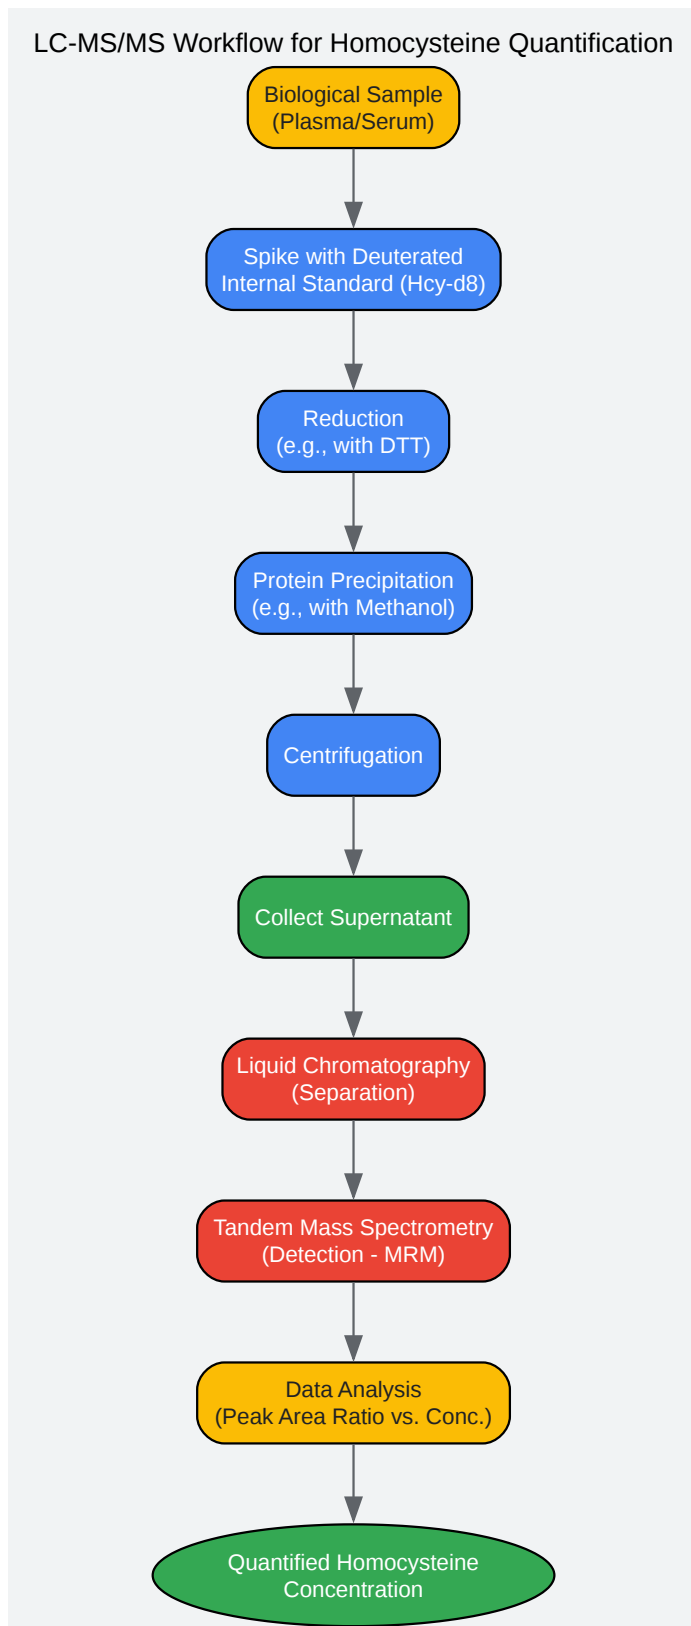 LC-MS/MS Workflow for Homocysteine Quantification
Biological Sample
(Plasma/Serum)
Spike with Deuterated
Internal Standard (Hcy-d8)
Reduction
(e.g., with DTT)
Protein Precipitation
(e.g., with Methanol)
Centrifugation
Collect Supernatant
Liquid Chromatography
(Separation)
Tandem Mass Spectrometry
(Detection - MRM)
Data Analysis
(Peak Area Ratio vs. Conc.)
Quantified Homocysteine
Concentration